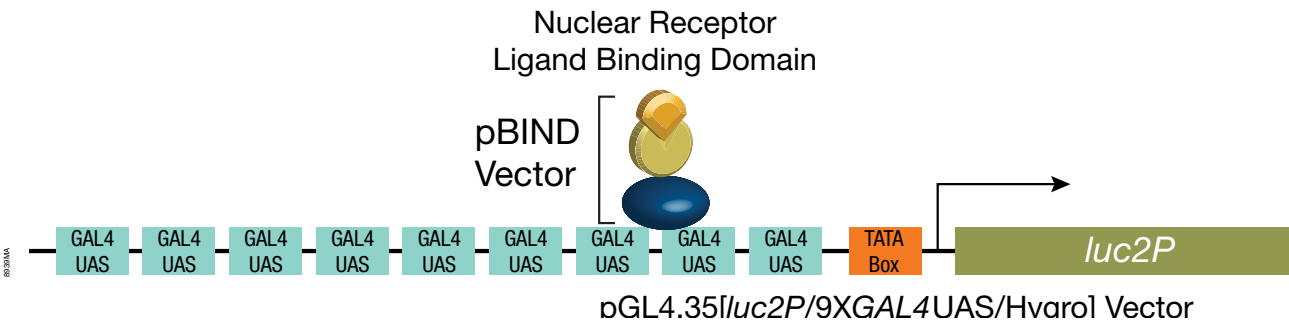 Nuclear Receptor
Ligand Binding Domain
pBIND
Vector
GAL4 GAL4 GAL4 GAL4 GAL4 GAL4 GAL4 GAL4 GAL4 TATA
UAS UAS UAS UAS UAS UAS UAS UAS UAS Box
luc2P
8939MA
pGL4.35[luc2P/9XGAL4UAS/Hygro] Vector